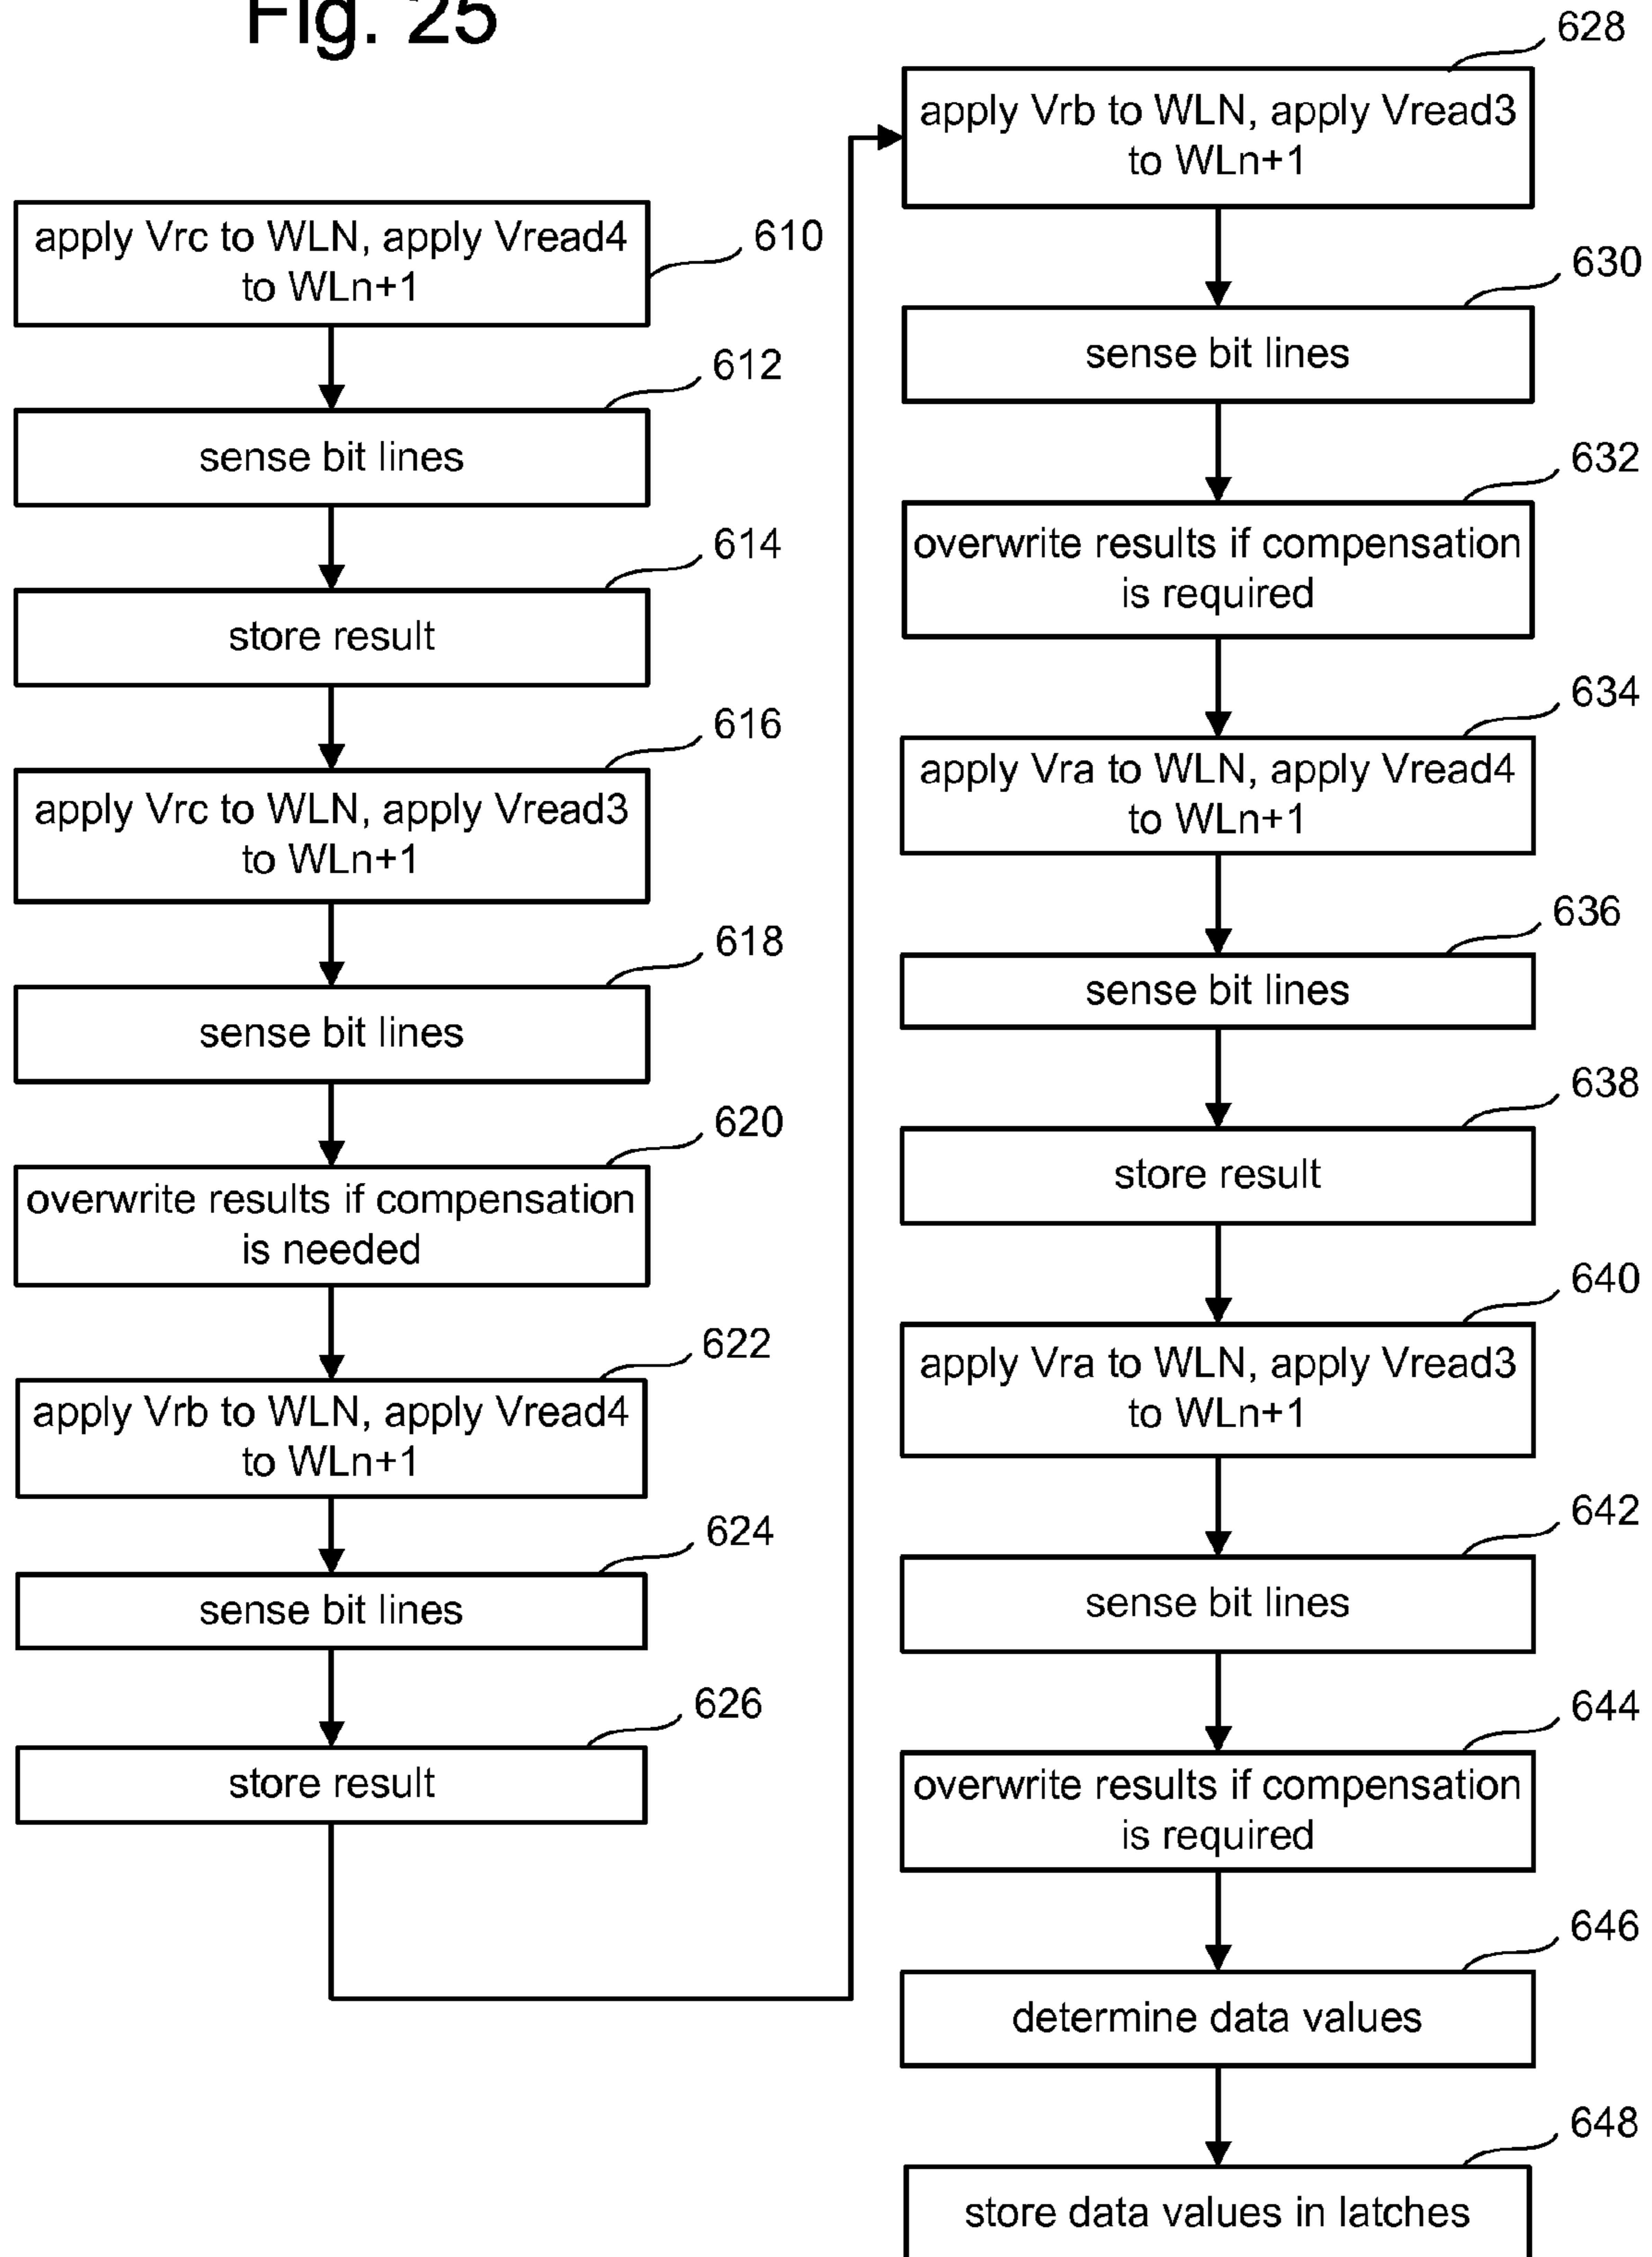 Fig. 25
apply Vrc to WLN, apply Vread4
to WLn+1
610
sense bit lines
612
store result
614
apply Vrc to WLN, apply Vread3
to WLn+1
616
sense bit lines
618
overwrite results if compensation
is needed
620
apply Vrb to WLN, apply Vread4
to WLn+1
622
sense bit lines
624
store result
626
apply Vrb to WLN, apply Vread3
to WLn+1
628
sense bit lines
630
overwrite results if compensation
is required
632
apply Vra to WLN, apply Vread4
to WLn+1
634
sense bit lines
636
store result
638
apply Vra to WLN, apply Vread3
to WLn+1
640
sense bit lines
642
overwrite results if compensation
is required
644
determine data values
646
store data values in latches
648